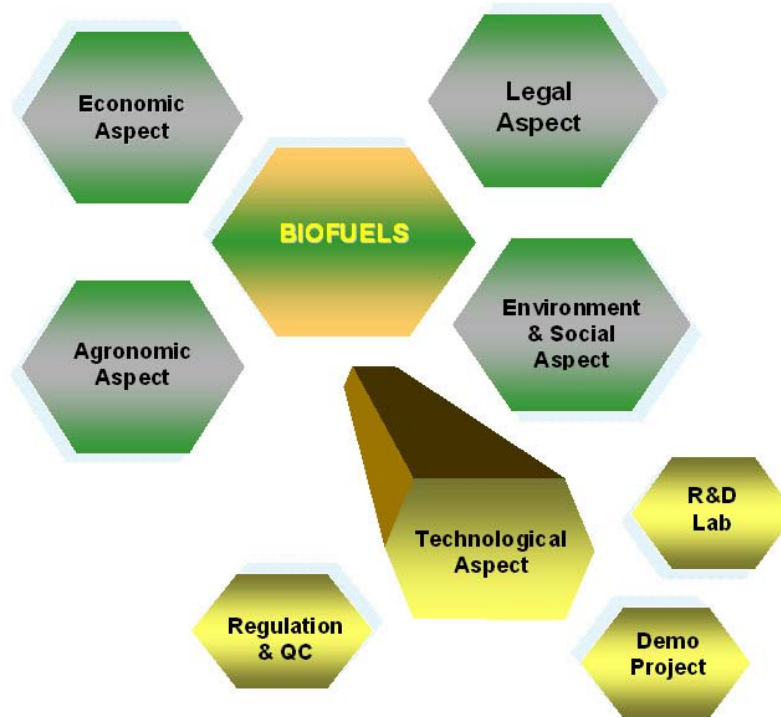 Economic
Aspect
Legal
Aspect
BIOFUELS
Agronomic
Aspect
Environment
& Social
Aspect
Technological
Aspect
R&D
Lab
Regulation
& QC
Demo
Project